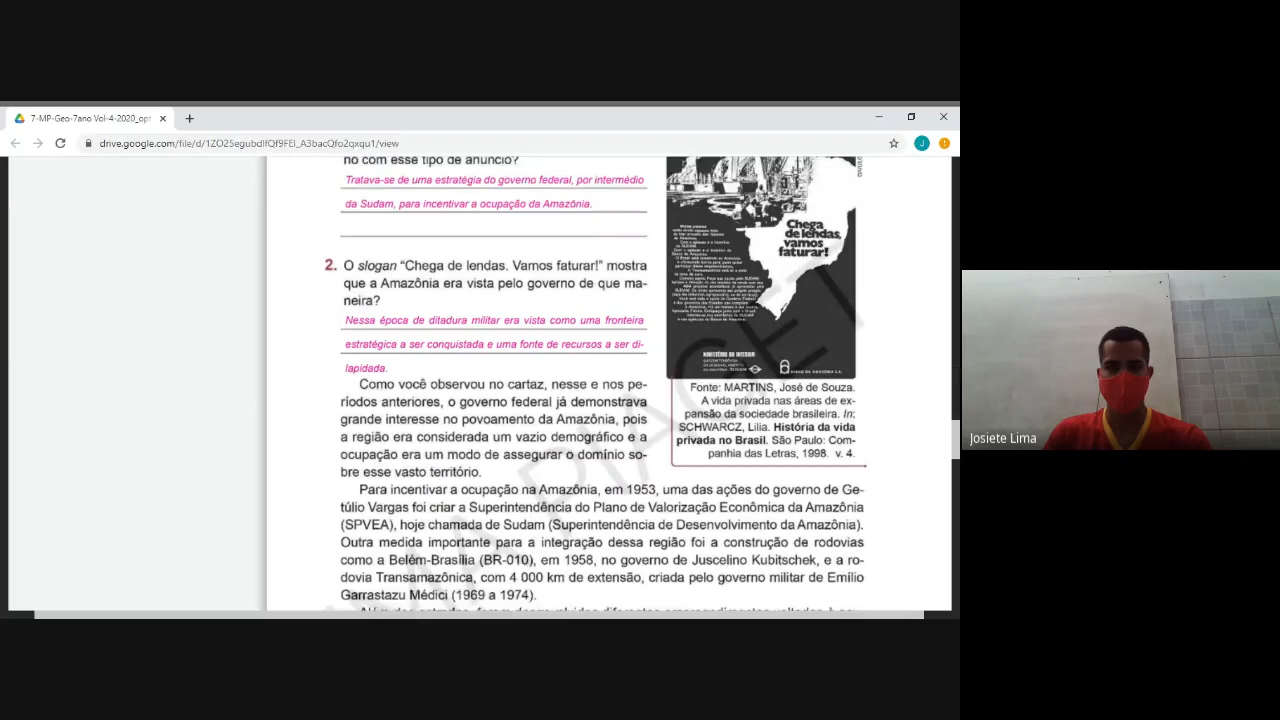 7-MP-Geo-7ano Vol-4-2020_opt
drive.google.com/file/d/1ZO25egubdIfQf9FEI_A3bacQfo2qxqu1/view
J
no com esse tipo de anúncio?
Tratava-se de uma estratégia do governo federal, por intermédio
da Sudam, para incentivar a ocupação da Amazônia.
2. O slogan “Chega de lendas. Vamos faturar!” mostra
que a Amazônia era vista pelo governo de que ma-
neira?
Nessa época de ditadura militar era vista como uma fronteira
estratégica a ser conquistada e uma fonte de recursos a ser di-
lapidada.
Como você observou no cartaz, nesse e nos pe-
ríodos anteriores, o governo federal já demonstrava
grande interesse no povoamento da Amazônia, pois
a região era considerada um vazio demográfico e a
ocupação era um modo de assegurar o domínio so-
bre esse vasto território.
Chega
de lendas,
vamos
faturar!
MINISTÉRIO DO INTERIOR
BANCO DA AMAZÔNIA S.A.
Fonte: MARTINS, José de Souza.
A vida privada nas áreas de ex-
pansão da sociedade brasileira. In:
SCHWARCZ, Lilia. História da vida
privada no Brasil. São Paulo: Com-
panhia das Letras, 1998. v. 4.
Para incentivar a ocupação na Amazônia, em 1953, uma das ações do governo de Ge-
túlio Vargas foi criar a Superintendência do Plano de Valorização Econômica da Amazônia
(SPVEA), hoje chamada de Sudam (Superintendência de Desenvolvimento da Amazônia).
Outra medida importante para a integração dessa região foi a construção de rodovias
como a Belém-Brasília (BR-010), em 1958, no governo de Juscelino Kubitschek, e a ro-
dovia Transamazônica, com 4 000 km de extensão, criada pelo governo militar de Emílio
Garrastazu Médici (1969 a 1974).
Josiete Lima